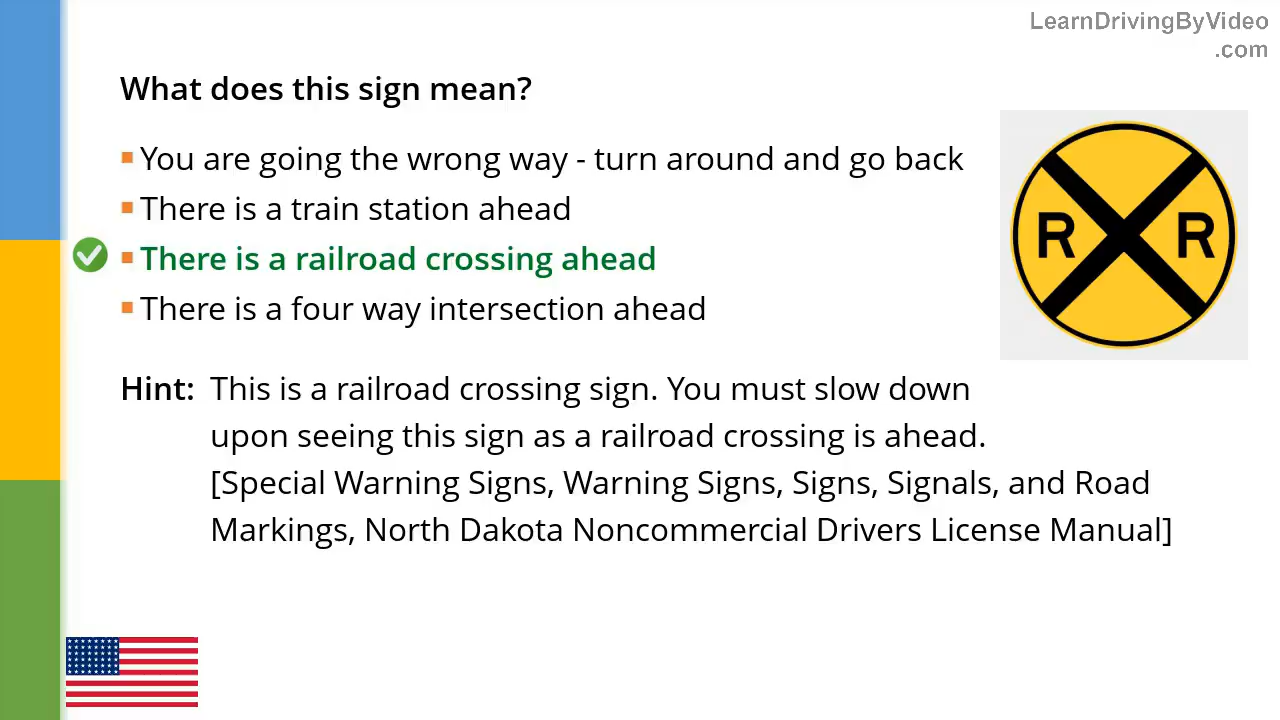 LearnDrivingByVideo
.com
What does this sign mean?
You are going the wrong way - turn around and go back
There is a train station ahead
There is a railroad crossing ahead
There is a four way intersection ahead
R R
Hint: This is a railroad crossing sign. You must slow down
upon seeing this sign as a railroad crossing is ahead.
[Special Warning Signs, Warning Signs, Signs, Signals, and Road
Markings, North Dakota Noncommercial Drivers License Manual]